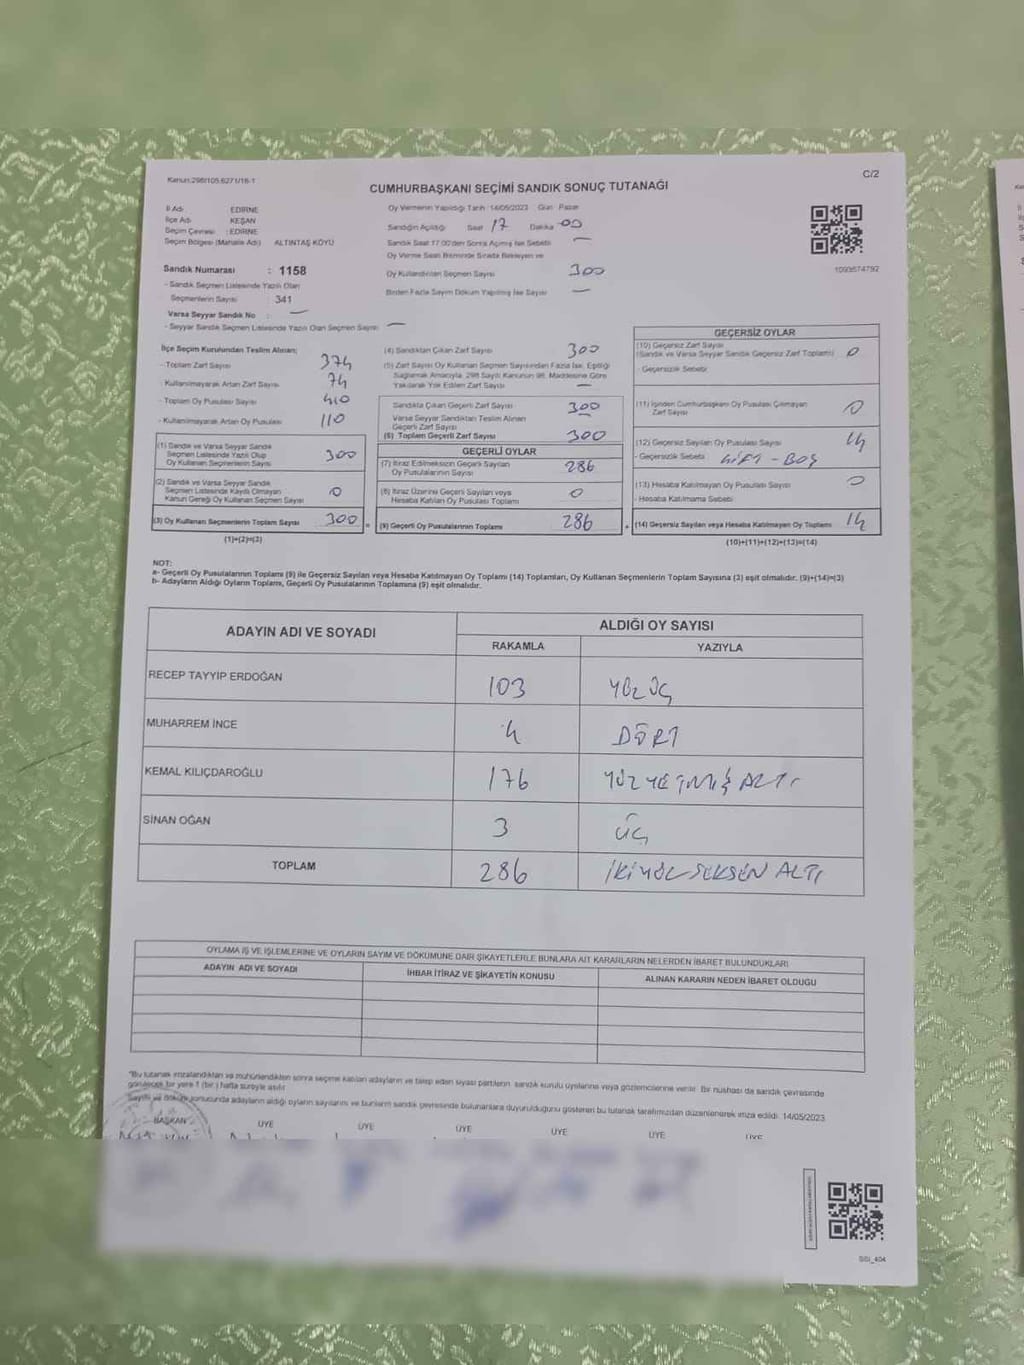 Kanun:298/105,6271/16-1
C/2
CUMHURBAŞKANI SEÇİMİ SANDIK SONUÇ TUTANAĞI
İl Adı EDİRNE
İlçe Adı KEŞAN
Seçim Çevresi : EDİRNE
Seçim Bölgesi (Mahalle Adı) ALTINTAŞ KÖYÜ
Sandık Numarası : 1158
- Sandık Seçmen Listesinde Yazılı Olan
Seçmenlerin Sayısı : 341
Varsa Seyyar Sandık No : —
- Seyyar Sandık Seçmen Listesinde Yazılı Olan Seçmen Sayısı —
Oy Vermenin Yapıldığı Tarih :14/05/2023 Gün : Pazar
Sandığın Açıldığı Saat 17 Dakika 00
Sandık Saat 17:00'den Sonra Açılmış İse Sebebi —
Oy Verme Saati Bitiminde Sırada Bekleyen ve
Oy Kullandırılan Seçmen Sayısı 300
Birden Fazla Sayım Döküm Yapılmış İse Sayısı —
1093574792
İlçe Seçim Kurulundan Teslim Alınan;
- Toplam Zarf Sayısı 374
- Kullanılmayarak Artan Zarf Sayısı 74
- Toplam Oy Pusulası Sayısı 410
- Kullanılmayarak Artan Oy Pusulası 110
(1) Sandık ve Varsa Seyyar Sandık
Seçmen Listesinde Yazılı Olup
Oy Kullanan Seçmenlerin Sayısı 300
(2) Sandık ve Varsa Seyyar Sandık
Seçmen Listesinde Kayıtlı Olmayan
Kanun Gereği Oy Kullanan Seçmen Sayısı 0
(3) Oy Kullanan Seçmenlerin Toplam Sayısı 300 =
(1)+(2)=(3)
(4) Sandıktan Çıkan Zarf Sayısı 300
(5) Zarf Sayısı Oy Kullanan Seçmen Sayısından Fazla İse, Eşitliği
Sağlamak Amacıyla, 298 Sayılı Kanunun 98. Maddesine Göre
Yakılarak Yok Edilen Zarf Sayısı —
Sandıkta Çıkan Geçerli Zarf Sayısı 300
Varsa Seyyar Sandıktan Teslim Alınan
Geçerli Zarf Sayısı —
(6) Toplam Geçerli Zarf Sayısı 300
GEÇERLİ OYLAR
(7) İtiraz Edilmeksizin Geçerli Sayılan
Oy Pusulalarının Sayısı 286
(8) İtiraz Üzerine Geçerli Sayılan veya
Hesaba Katılan Oy Pusulası Toplamı 0
(9) Geçerli Oy Pusulalarının Toplamı 286 +
GEÇERSİZ OYLAR
(10) Geçersiz Zarf Sayısı
(Sandık ve Varsa Seyyar Sandık Geçersiz Zarf Toplamı) 0
- Geçersizlik Sebebi
(11) İçinden Cumhurbaşkanı Oy Pusulası Çıkmayan
Zarf Sayısı 0
(12) Geçersiz Sayılan Oy Pusulası Sayısı 14
- Geçersizlik Sebebi : ÇİFT - BOŞ
(13) Hesaba Katılmayan Oy Pusulası Sayısı 0
- Hesaba Katılmama Sebebi
(14) Geçersiz Sayılan veya Hesaba Katılmayan Oy Toplamı 14
(10)+(11)+(12)+(13)=(14)
NOT:
a- Geçerli Oy Pusulalarının Toplamı (9) ile Geçersiz Sayılan veya Hesaba Katılmayan Oy Toplamı (14) Toplamları, Oy Kullanan Seçmenlerin Toplam Sayısına (3) eşit olmalıdır. (9)+(14)=(3)
b- Adayların Aldığı Oyların Toplamı, Geçerli Oy Pusulalarının Toplamına (9) eşit olmalıdır.
ADAYIN ADI VE SOYADI
ALDIĞI OY SAYISI
RAKAMLA YAZIYLA
RECEP TAYYİP ERDOĞAN 103 YÜZ ÜÇ
MUHARREM İNCE 4 DÖRT
KEMAL KILIÇDAROĞLU 176 YÜZ YETMİŞ ALTI
SİNAN OĞAN 3 ÜÇ
TOPLAM 286 İKİ YÜZ SEKSEN ALTI
OYLAMA İŞ VE İŞLEMLERİNE VE OYLARIN SAYIM VE DÖKÜMÜNE DAİR ŞİKAYETLERLE BUNLARA AİT KARARLARIN NELERDEN İBARET BULUNDUKLARI
ADAYIN ADI VE SOYADI İHBAR İTİRAZ VE ŞİKAYETİN KONUSU ALINAN KARARIN NEDEN İBARET OLDUĞU
"Bu tutanak imzalandıktan ve mühürlendikten sonra seçime katılan adayların ve talep eden siyasi partilerin sandık kurulu üyelerine veya gözlemcilerine verilir. Bir nüshası da sandık çevresinde
görülecek bir yere 1 (bir) hafta süreyle asılır.
Sayım ve döküm sonucunda adayların aldığı oyların sayılarını ve bunların sandık çevresinde bulunanlara duyurulduğunu gösteren bu tutanak tarafımızdan düzenlenerek imza edildi. 14/05/2023
BAŞKAN ÜYE ÜYE ÜYE ÜYE ÜYE ÜYE